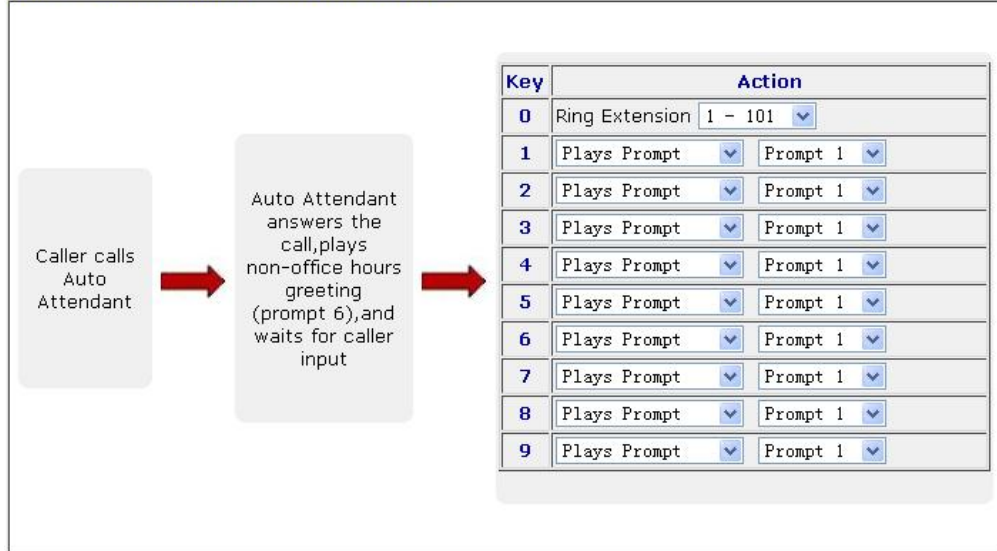 Caller calls
Auto
Attendant
Auto Attendant
answers the
call,plays
non-office hours
greeting
(prompt 6),and
waits for caller
input
Key Action
0 Ring Extension 1 - 101
1 Plays Prompt Prompt 1
2 Plays Prompt Prompt 1
3 Plays Prompt Prompt 1
4 Plays Prompt Prompt 1
5 Plays Prompt Prompt 1
6 Plays Prompt Prompt 1
7 Plays Prompt Prompt 1
8 Plays Prompt Prompt 1
9 Plays Prompt Prompt 1